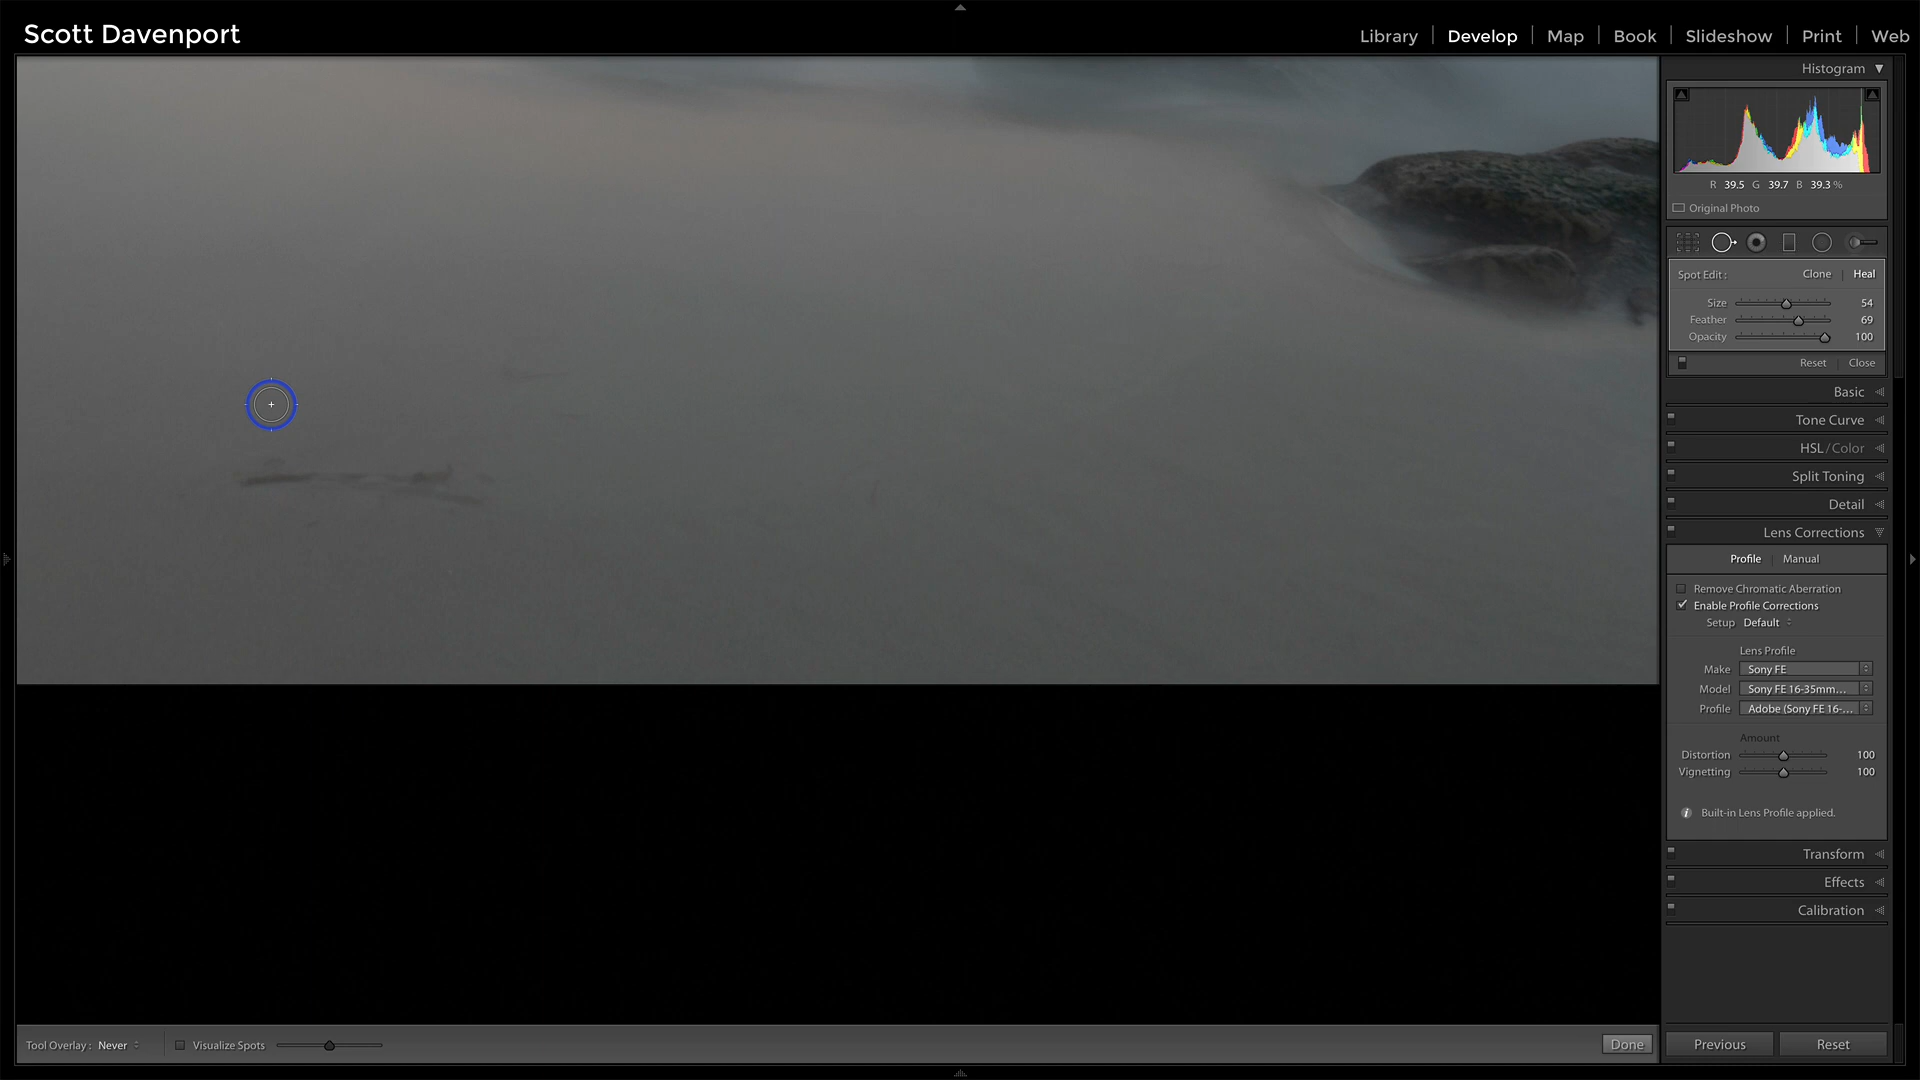 Scott Davenport
Library | Develop | Map | Book | Slideshow | Print | Web
Histogram
R 39.5 G 39.7 B 39.3 %
Original Photo
Spot Edit : Clone | Heal
Size 54
Feather 69
Opacity 100
Reset | Close
Basic
Tone Curve
HSL / Color
Split Toning
Detail
Lens Corrections
Profile | Manual
Remove Chromatic Aberration
Enable Profile Corrections
Setup Default
Lens Profile
Make Sony FE
Model Sony FE 16-35mm...
Profile Adobe (Sony FE 16-...
Amount
Distortion 100
Vignetting 100
Built-in Lens Profile applied.
Transform
Effects
Calibration
Tool Overlay : Never Visualize Spots Done Previous Reset